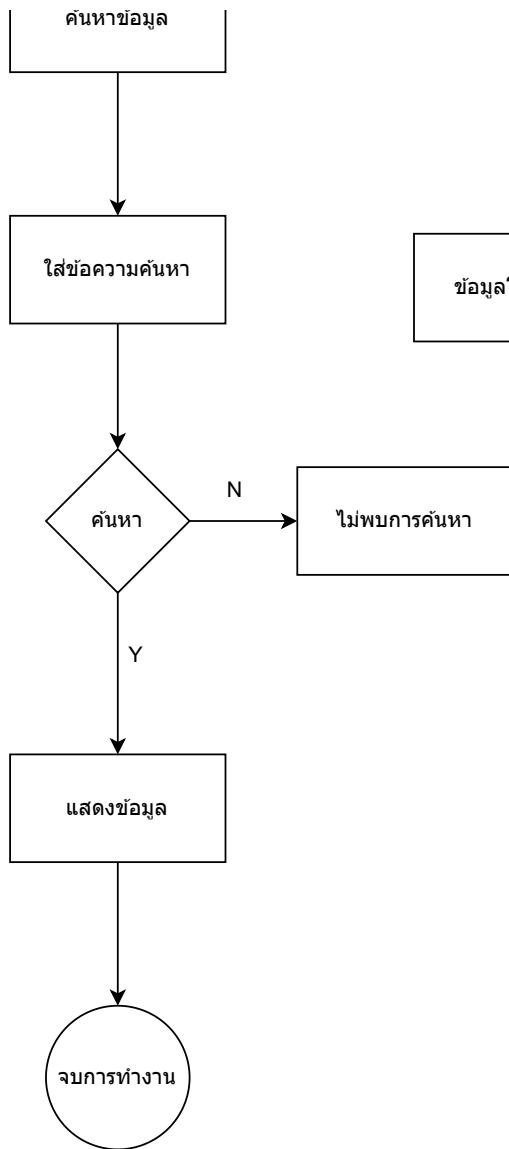 ค้นหาข้อมูล
ใส่ข้อความค้นหา
ข้อมูล
ค้นหา
N
ไม่พบการค้นหา
Y
แสดงข้อมูล
จบการทำงาน